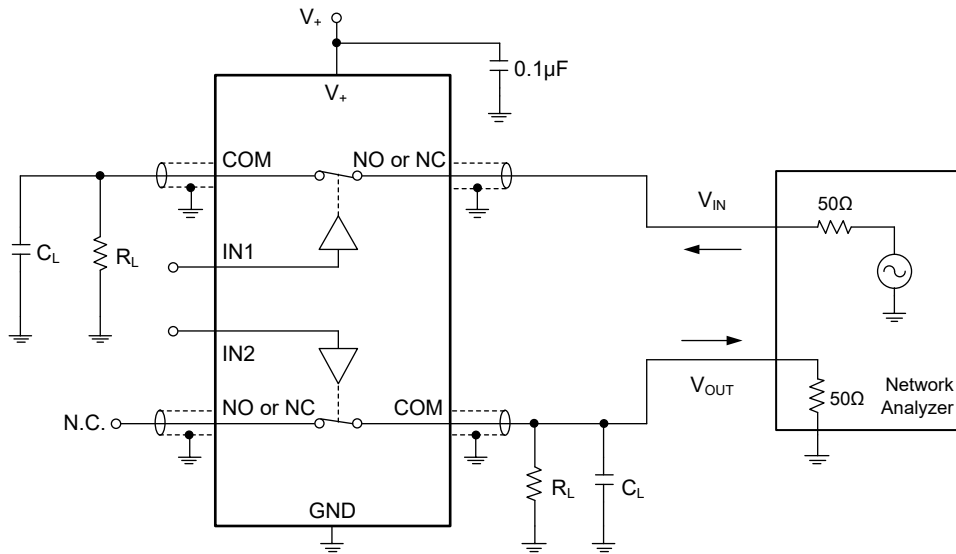 V+
0.1µF
V+
COM
NO or NC
CL
RL
IN1
IN2
NO or NC
COM
N.C.
GND
RL
CL
VIN
VOUT
50Ω
50Ω
Network
Analyzer